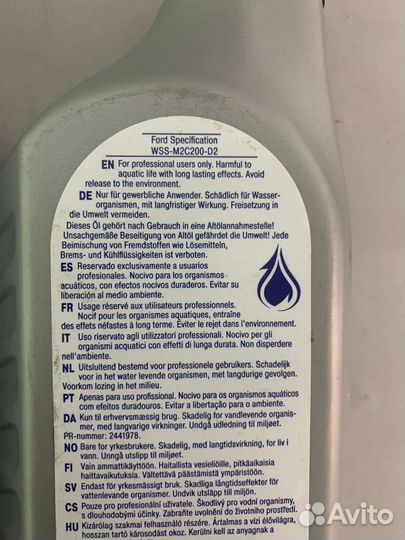 Ford Specification
WSS-M2C200-D2
EN For professional users only. Harmful to
aquatic life with long lasting effects. Avoid
release to the environment.
DE Nur für gewerbliche Anwender. Schädlich für Wasser-
organismen, mit langfristiger Wirkung. Freisetzung in
die Umwelt vermeiden.
Dieses Öl gehört nach Gebrauch in eine Altölannahmestelle!
Unsachgemäße Beseitigung von Altöl gefährdet die Umwelt! Jede
Beimischung von Fremdstoffen wie Lösemitteln,
Brems- und Kühlflüssigkeiten ist verboten.
ES Reservado exclusivamente a usuarios
profesionales. Nocivo para los organismos
acuáticos, con efectos nocivos duraderos. Evitar su
liberación al medio ambiente.
FR Usage réservé aux utilisateurs professionnels.
Nocif pour les organismes aquatiques, entraîne
des effets néfastes à long terme. Éviter le rejet dans l'environnement.
IT Uso riservato agli utilizzatori professionali. Nocivo per gli
organismi acquatici con effetti di lunga durata. Non disperdere
nell'ambiente.
NL Uitsluitend bestemd voor professionele gebruikers. Schadelijk
voor in het water levende organismen, met langdurige gevolgen.
Voorkom lozing in het milieu.
PT Apenas para uso profissional. Nocivo para os organismos aquáticos
com efeitos duradouros. Evitar a libertação para o ambiente.
DA Kun til erhvervsmæssig brug. Skadelig for vandlevende organis-
mer, med langvarige virkninger. Undgå udledning til miljøet.
PR-nummer: 2441978.
NO Bare for yrkesbrukere. Skadelig, med langtidsvirkning, for liv i
vann. Unngå utslipp til miljøet.
FI Vain ammattikäyttöön. Haitallista vesieliöille, pitkäaikaisia
haittavaikutuksia. Vältettävä päästämistä ympäristöön.
SV Endast för yrkesmässigt bruk. Skadliga långtidseffekter för
vattenlevande organismer. Undvik utsläpp till miljön.
CS Pouze pro profesionální uživatele. Škodlivý pro vodní organismy,
s dlouhodobými účinky. Zabraňte uvolnění do životního
HU Kizárólag szakmai felhasználó részére. Ártalmas a vízi élővilágra,
hosszan tartó károsodást okoz. Kerülni kell az anyagnak a
Avito